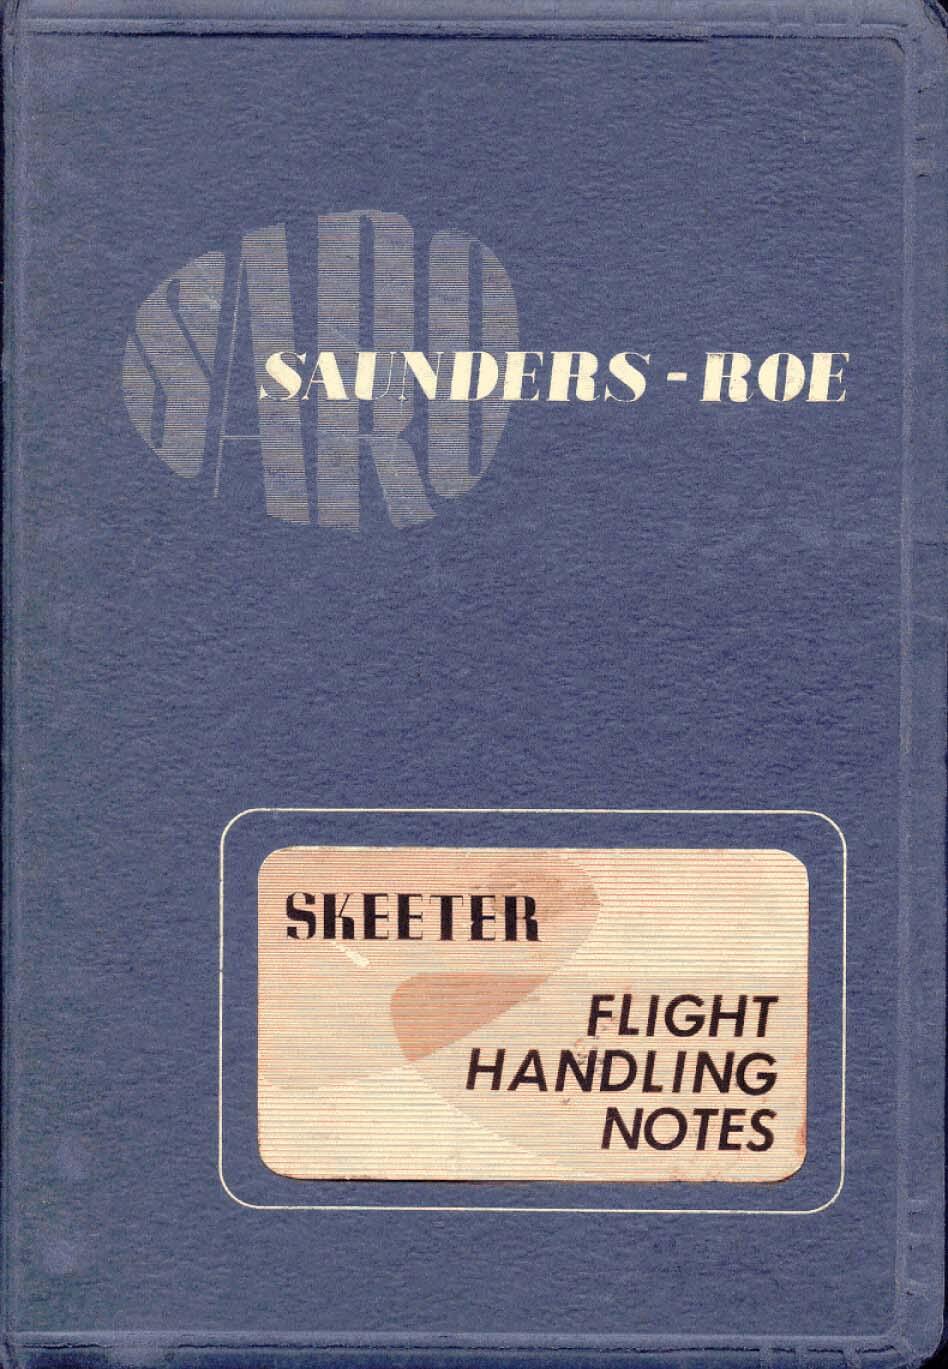 SARO
SAUNDERS - ROE
SKEETER
FLIGHT
HANDLING
NOTES